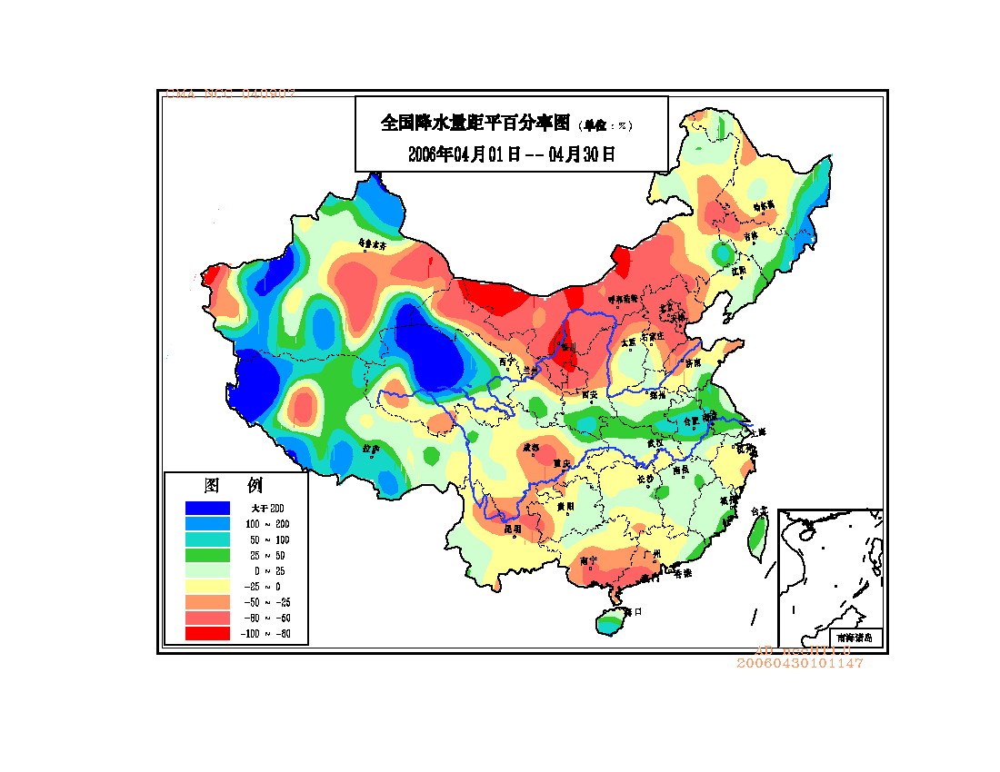 CMA NCC 040902
全国降水量距平百分率图 (单位:%)
2006年04月01日--04月30日
哈尔滨
乌鲁木齐
吉林
沈阳
呼和浩特
北京
天津
银川
太原 石家庄
西宁
兰州
济南
西安
郑州
合肥 南京
上海
拉萨
成都
武汉
杭州
重庆
南昌
长沙
贵阳
福州
台北
昆明
南宁
广州
澳门
香港
海口
图 例
大于200
100 ~ 200
50 ~ 100
25 ~ 50
0 ~ 25
-25 ~ 0
-50 ~ -25
-80 ~ -50
-100 ~ -80
南海诸岛
20060430101147